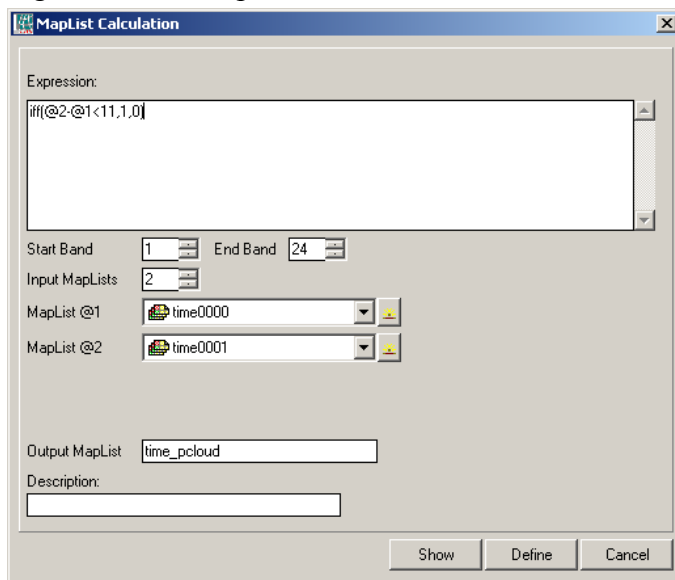 MapList Calculation
Expression:
iff(@2-@1<11,1,0)
Start Band 1 End Band 24
Input MapLists 2
MapList @1 time0000
MapList @2 time0001
Output MapList time_pcloud
Description:
Show Define Cancel